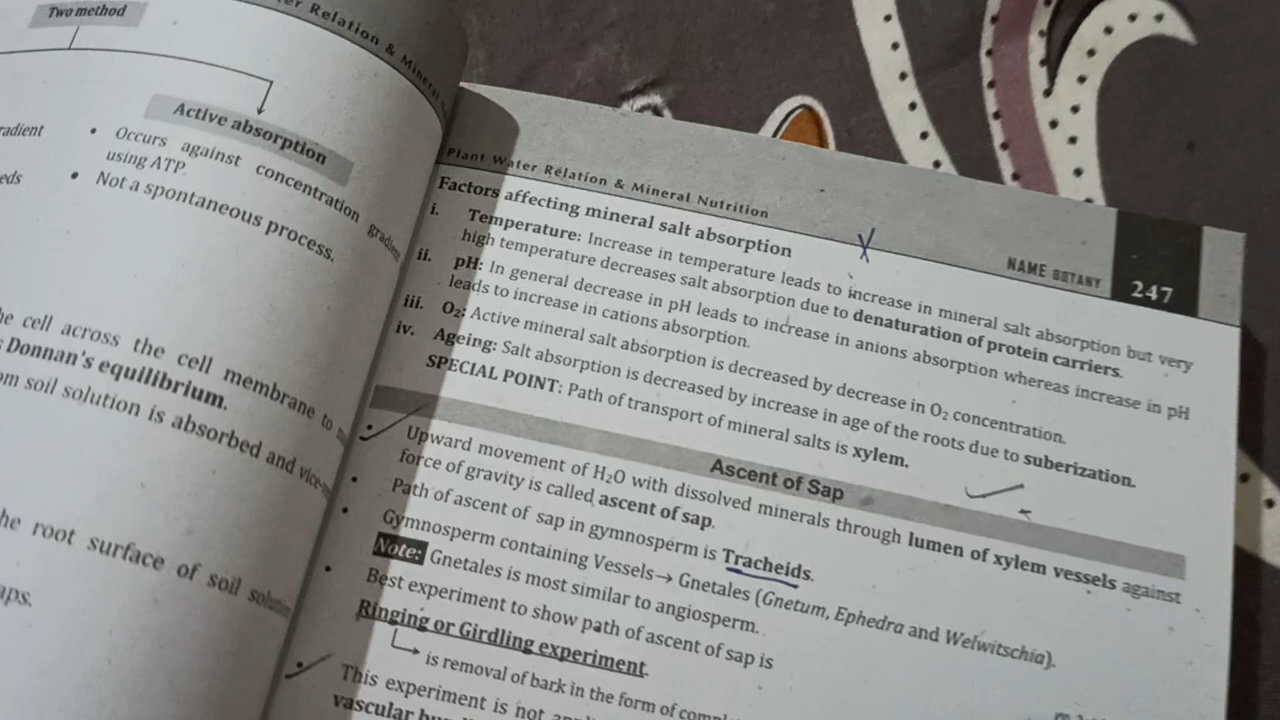 Two method
Active absorption
• Occurs against concentration
using ATP.
• Not a spontaneous process.
he cell across the cell membrane to
Donnan's equilibrium.
om soil solution is absorbed and
he root surface of soil
Plant Water Relation & Mineral Nutrition
NAME BOTANY 247
Factors affecting mineral salt absorption
i. Temperature: Increase in temperature leads to increase in mineral salt absorption but very
high temperature decreases salt absorption due to denaturation of protein carriers.
ii. pH: In general decrease in pH leads to increase in anions absorption whereas increase in pH
leads to increase in cations absorption.
iii. O₂: Active mineral salt absorption is decreased by decrease in O₂ concentration.
iv. Ageing: Salt absorption is decreased by increase in age of the roots due to suberization.
SPECIAL POINT: Path of transport of mineral salts is xylem.
Ascent of Sap
• Upward movement of H₂O with dissolved minerals through lumen of xylem vessels against
force of gravity is called ascent of sap.
• Path of ascent of sap in gymnosperm is Tracheids.
• Gymnosperm containing Vessels→ Gnetales (Gnetum, Ephedra and Welwitschia).
Note: Gnetales is most similar to angiosperm.
• Best experiment to show path of ascent of sap is
Ringing or Girdling experiment.
is removal of bark in the form of
• This experiment is not
vascular